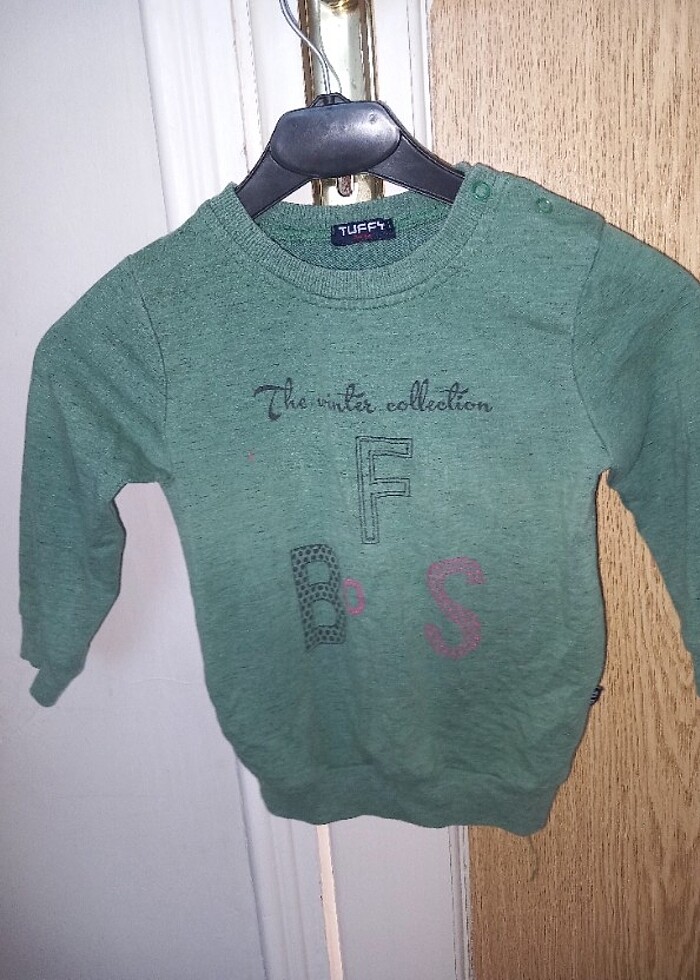 TUFFY
The winter collection
F
B O S